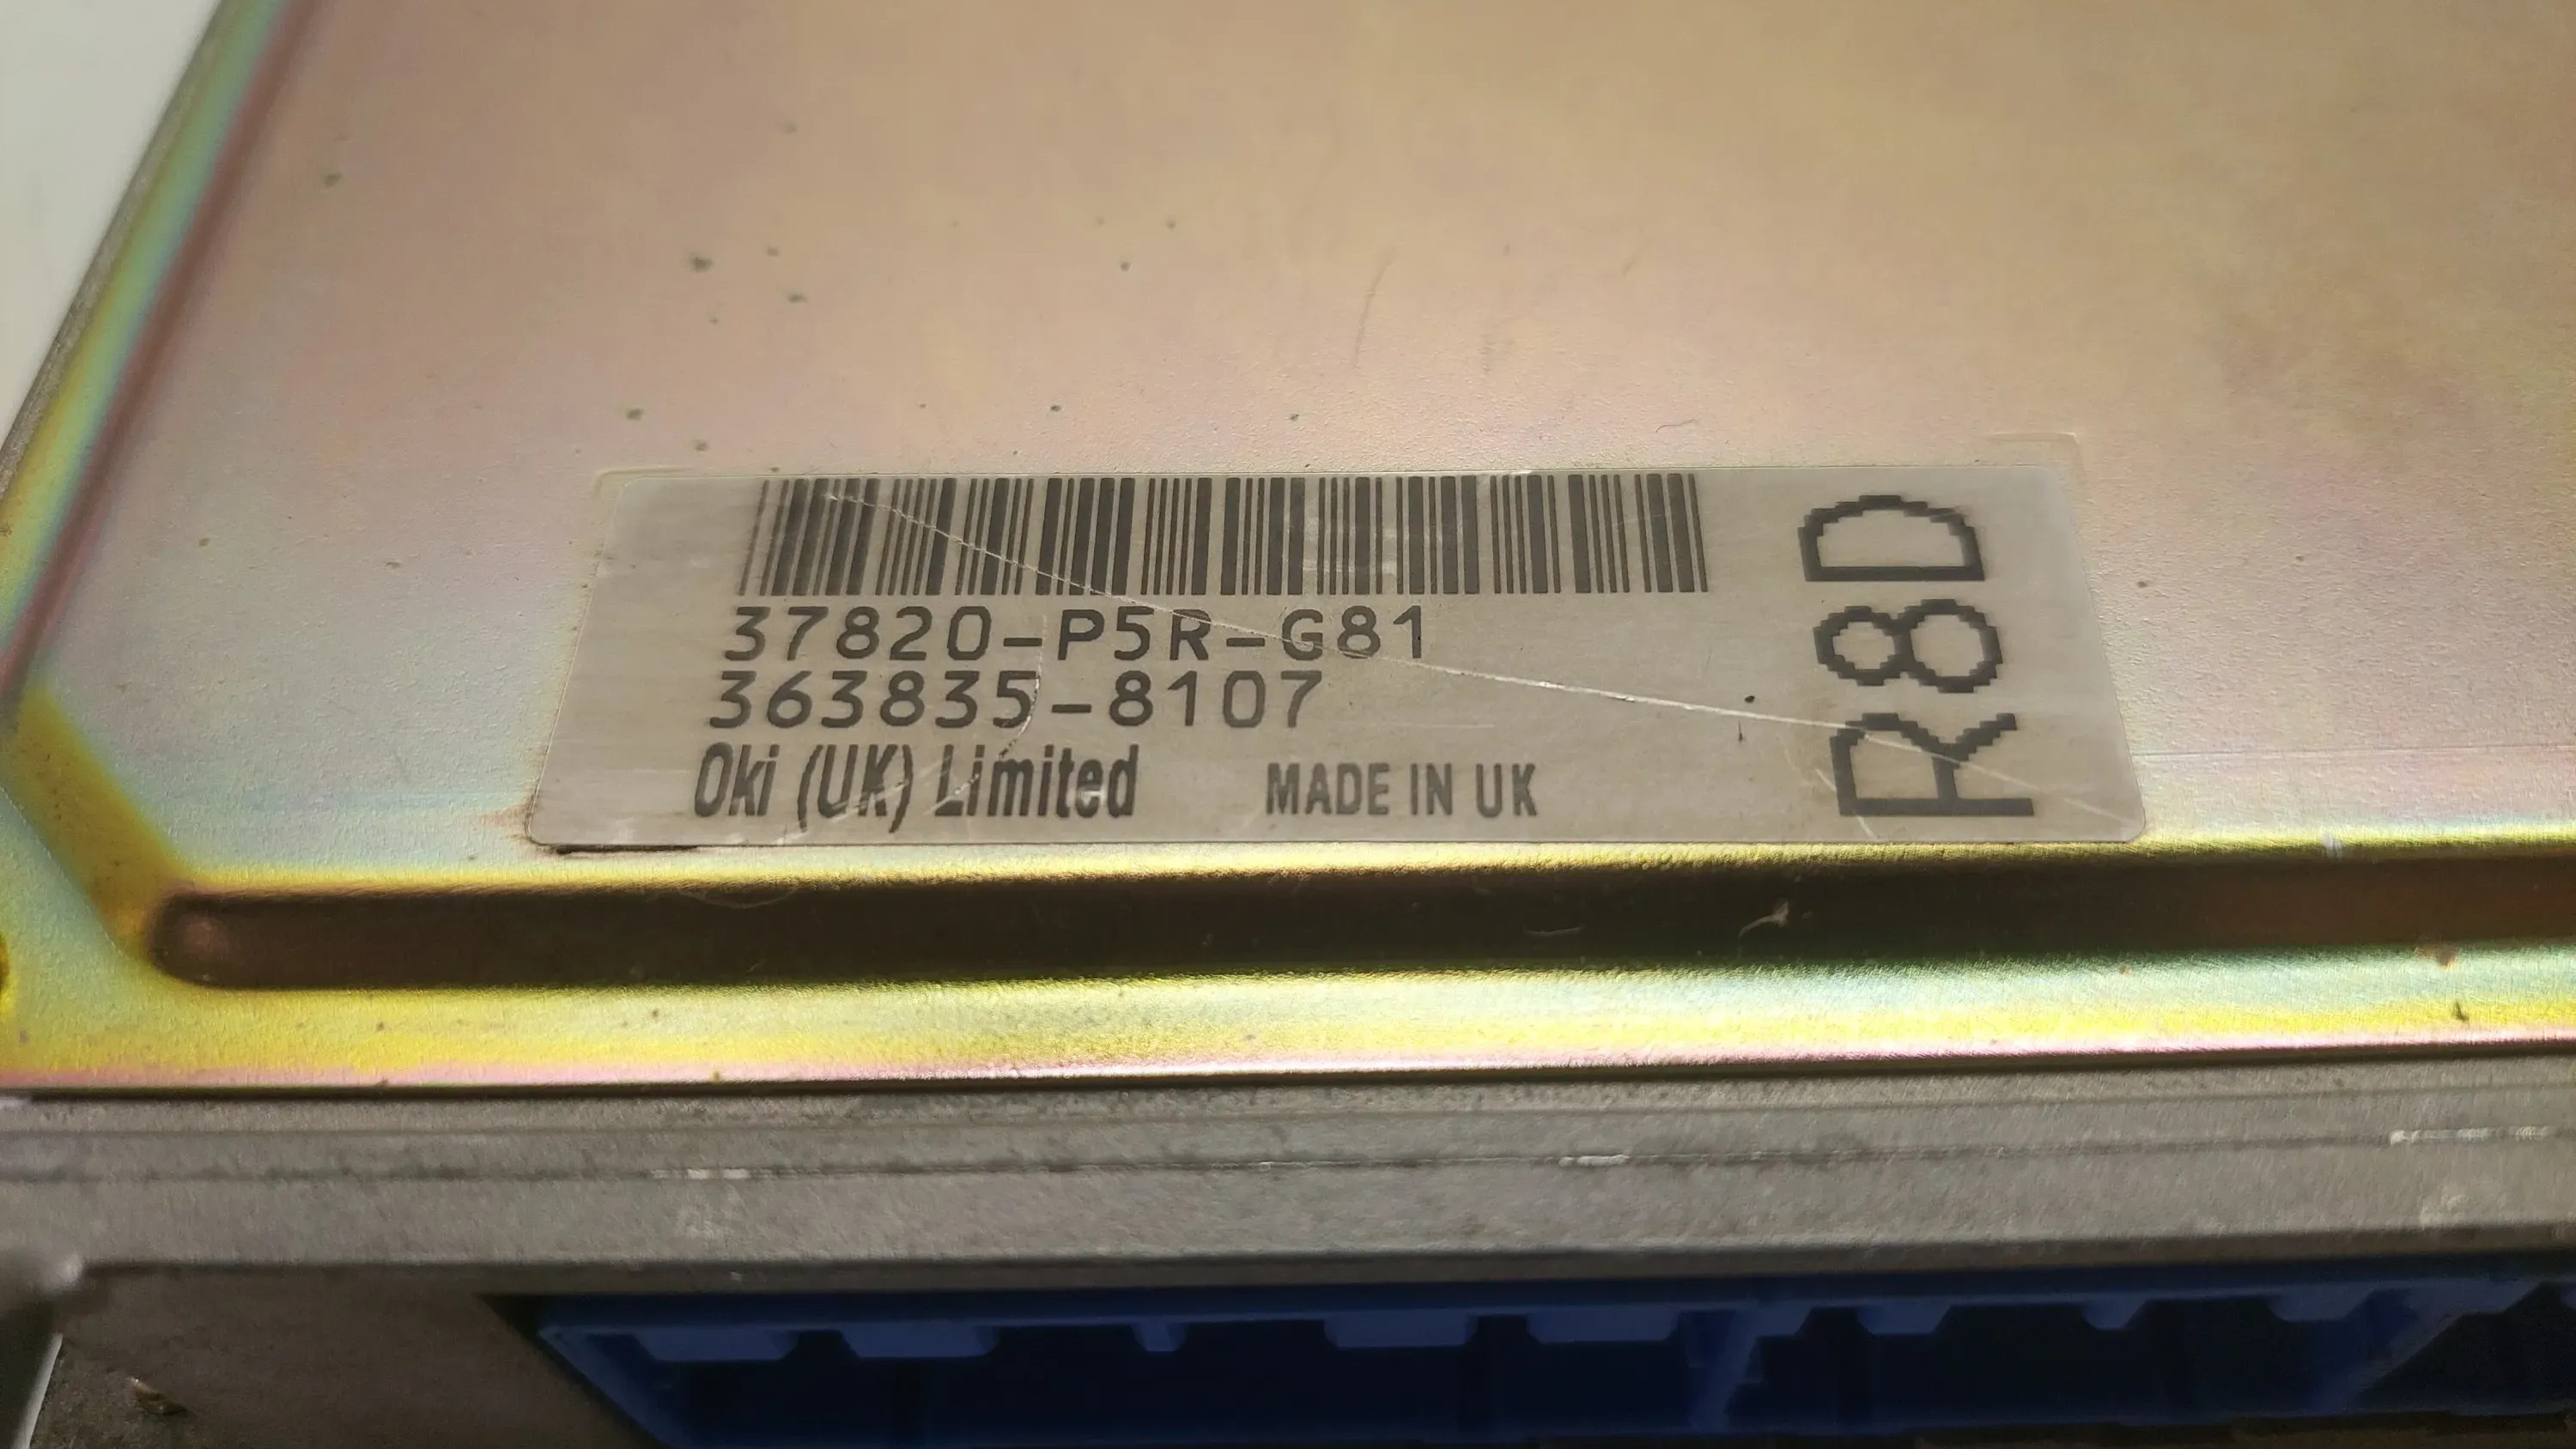 37820-P5R-G81
363835-8107
Oki (UK) Limited MADE IN UK
R8D